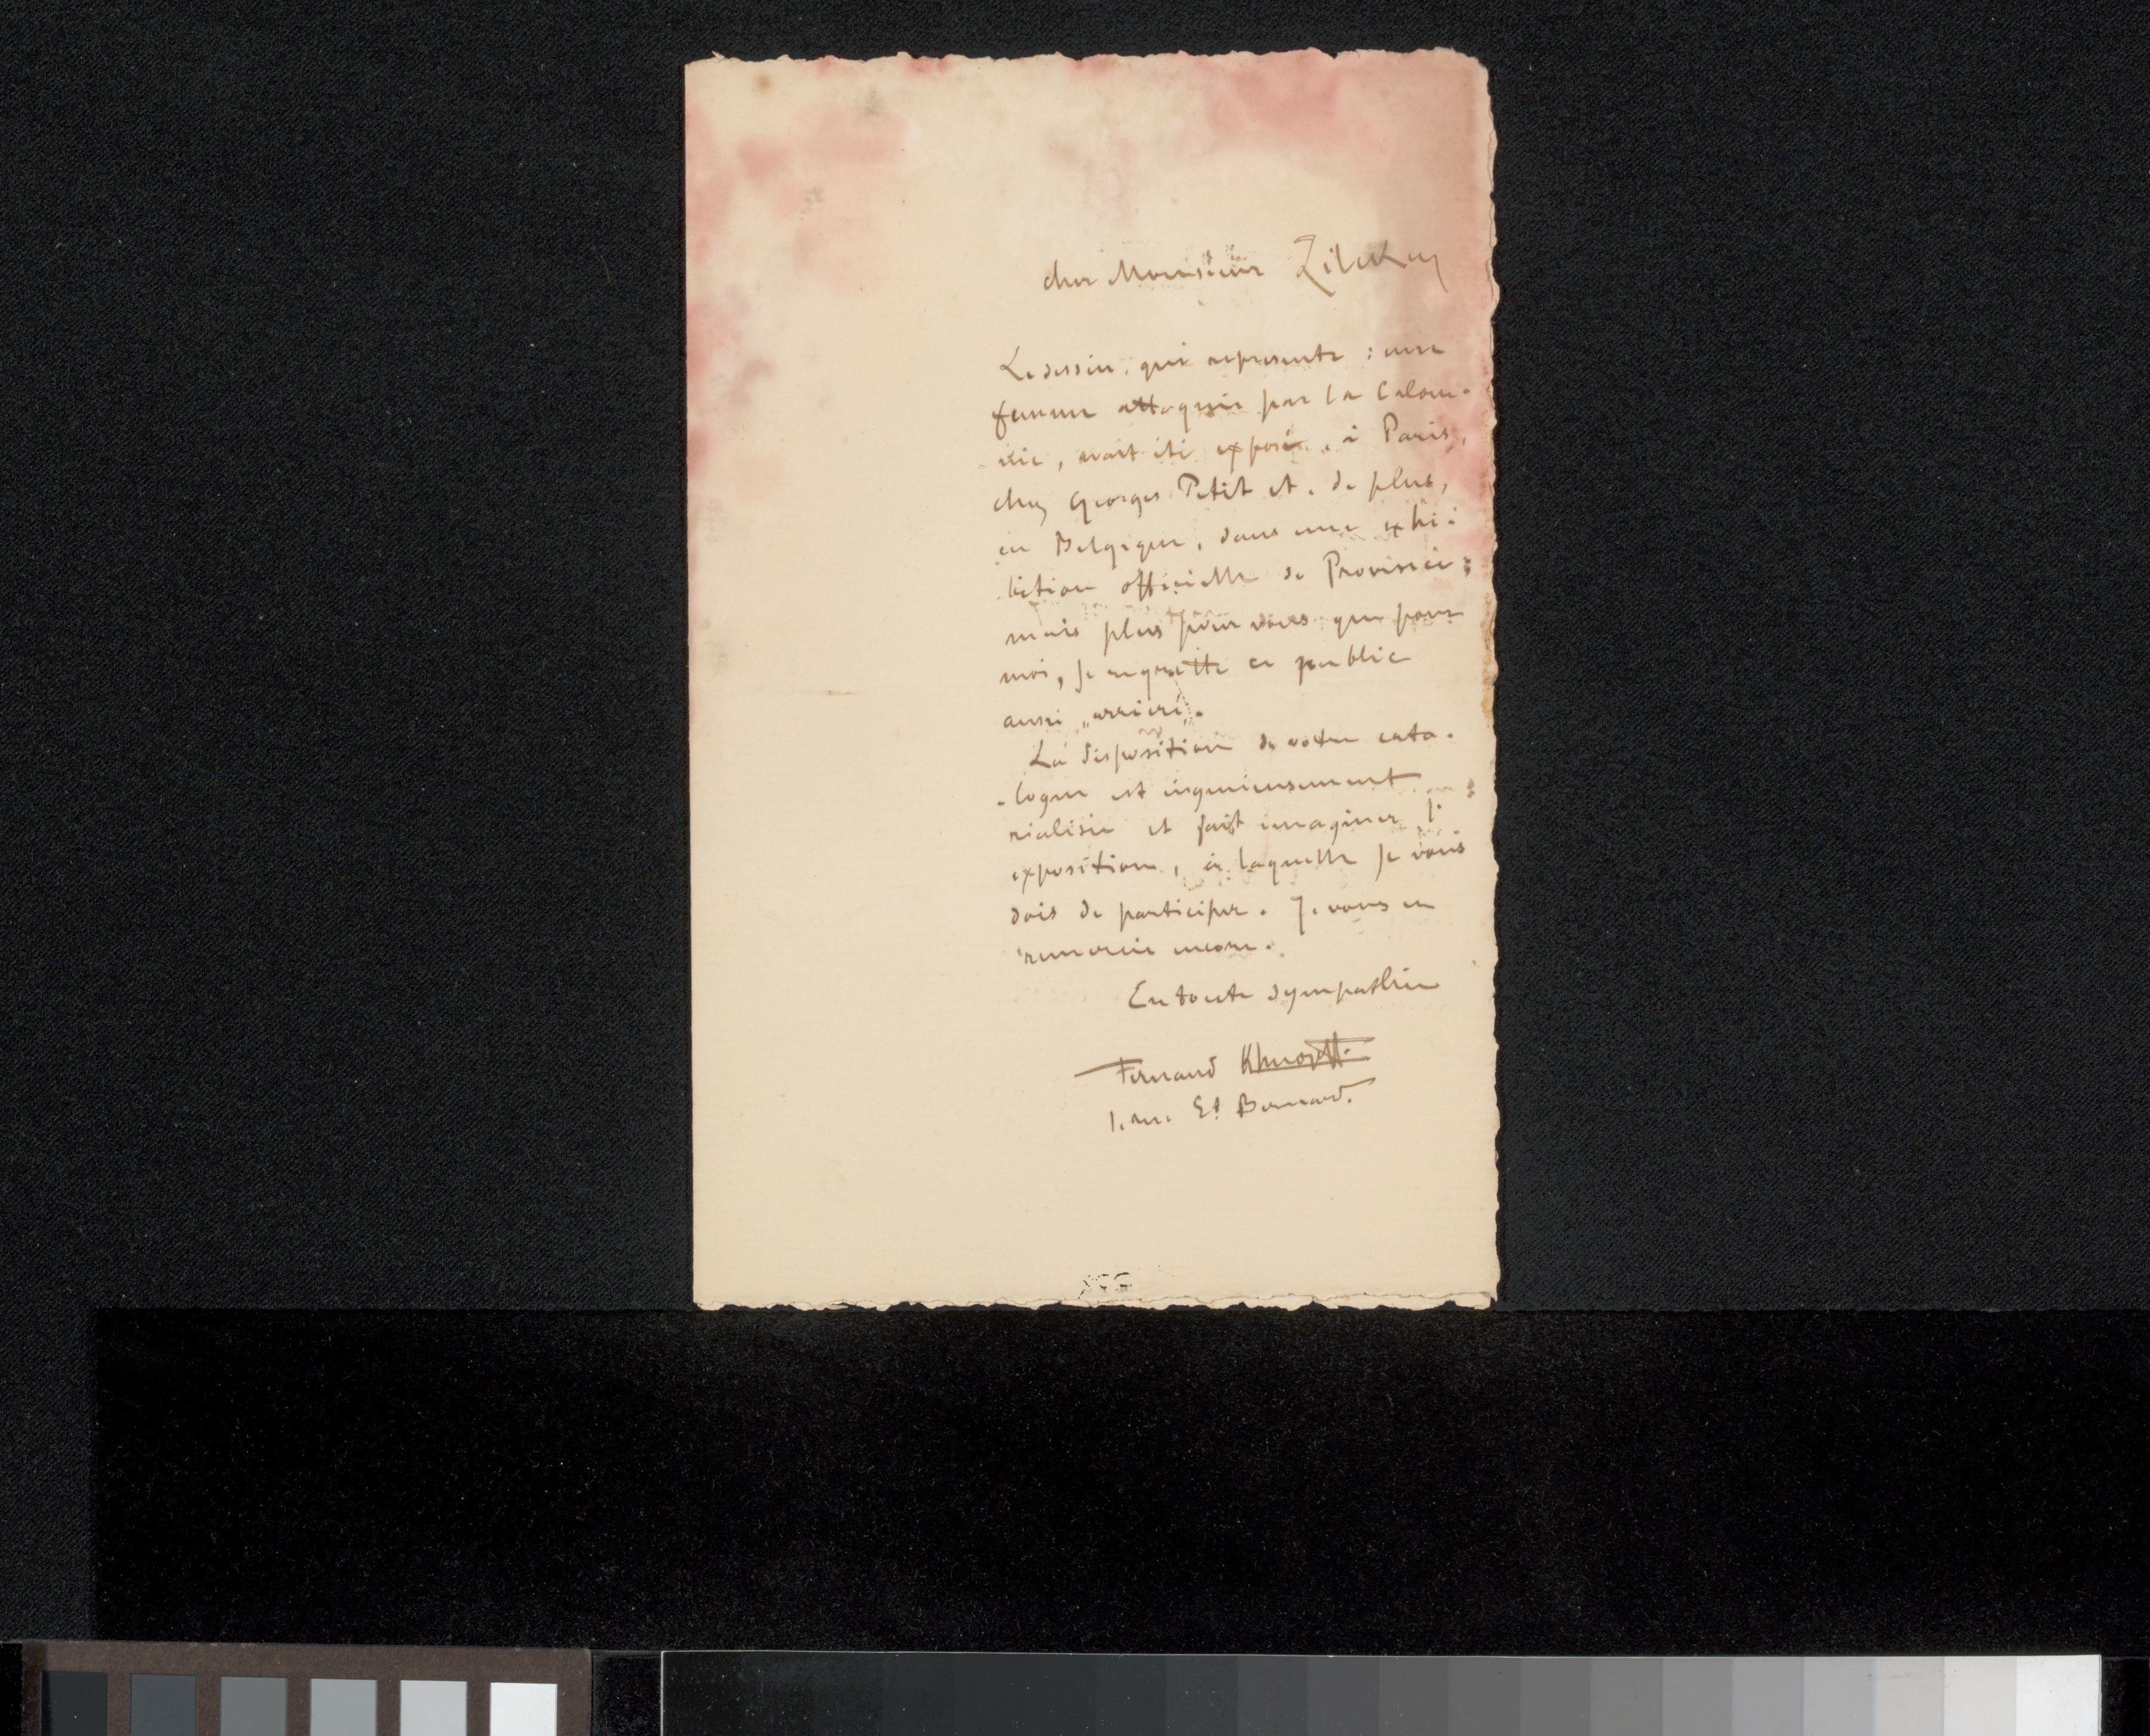 cher Monsieur Zilcken
Le dessin, qui represente : une
femme attaquée par la Calom-
nie, avait été exposé, à Paris,
chez Georges Petit et, de plus,
en Belgique, dans une exhi-
bition officielle de Province;
mais plus pour vous que pour
moi, je regrette ce public
aussi „arriéré".
La disposition de votre cata-
-logue est ingénieusement
réalisée et fait imaginer l'
exposition, à laquelle je vous
dois de participer. Je vous en
remercie encore.
En toute sympathie
Fernand Khnopff.
1. rue St Bernard.